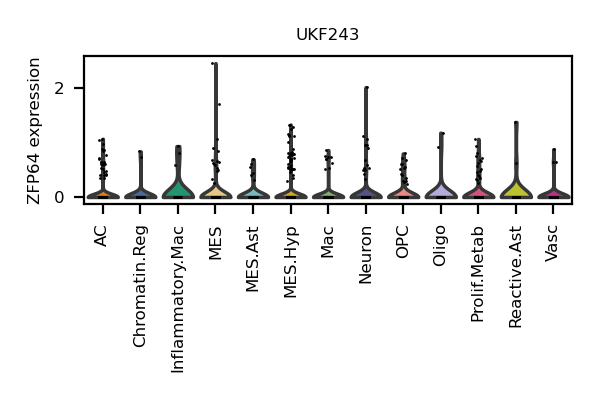 UKF243
ZFP64 expression
2
0
AC
Chromatin.Reg
Inflammatory.Mac
MES
MES.Ast
MES.Hyp
Mac
Neuron
OPC
Oligo
Prolif.Metab
Reactive.Ast
Vasc